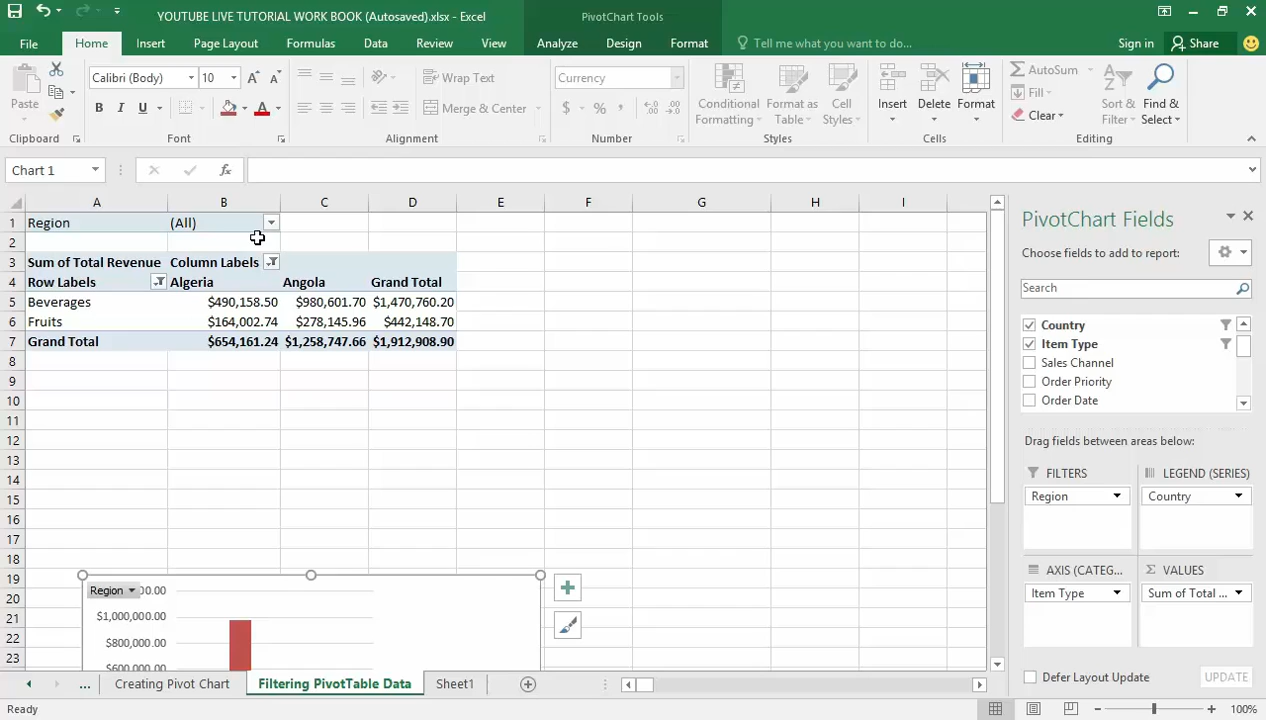 YOUTUBE LIVE TUTORIAL WORK BOOK (Autosaved).xlsx - Excel
PivotChart Tools
File Home Insert Page Layout Formulas Data Review View Analyze Design Format Tell me what you want to do... Sign in Share
Paste
Calibri (Body) 10
B I U
Wrap Text
Merge & Center
Currency
$ % ,
Conditional Formatting
Format as Table
Cell Styles
Insert
Delete
Format
AutoSum
Fill
Clear
Sort & Filter
Find & Select
Clipboard Font Alignment Number Styles Cells Editing
Chart 1
fx
A B C D E F G H I
1 Region (All)
2
3 Sum of Total Revenue Column Labels
4 Row Labels Algeria Angola Grand Total
5 Beverages $490,158.50 $980,601.70 $1,470,760.20
6 Fruits $164,002.74 $278,145.96 $442,148.70
7 Grand Total $654,161.24 $1,258,747.66 $1,912,908.90
8
9
10
11
12
13
14
15
16
17
18
19
20
21
22
23
Region
$1,000,000.00
$800,000.00
PivotChart Fields
Choose fields to add to report:
Search
Country
Item Type
Sales Channel
Order Priority
Order Date
Drag fields between areas below:
FILTERS
LEGEND (SERIES)
Region
Country
AXIS (CATEG...
Σ VALUES
Item Type
Sum of Total ...
Defer Layout Update
UPDATE
... Creating Pivot Chart Filtering PivotTable Data Sheet1
Ready
100%